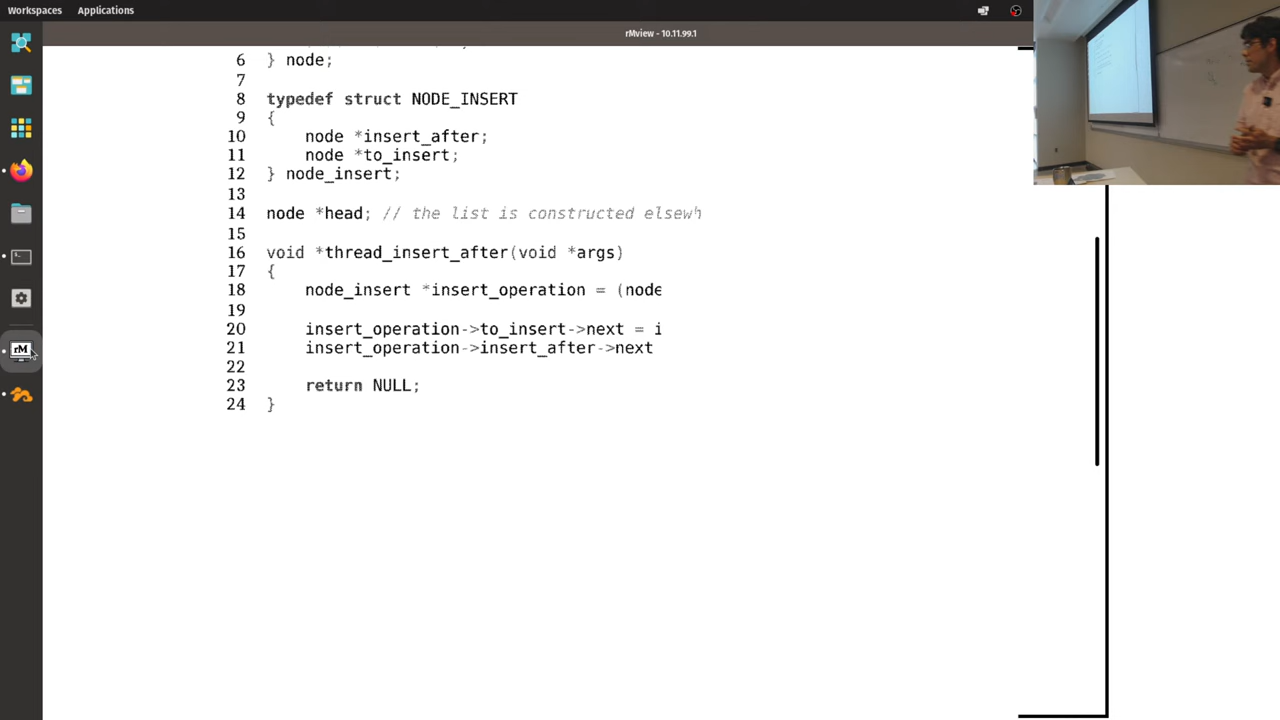 Workspaces Applications
rMview - 10.11.99.1
6 } node;
7
8 typedef struct NODE_INSERT
9 {
10 node *insert_after;
11 node *to_insert;
12 } node_insert;
13
14 node *head; // the list is constructed elsewh
15
16 void *thread_insert_after(void *args)
17 {
18 node_insert *insert_operation = (node
19
20 insert_operation->to_insert->next = i
21 insert_operation->insert_after->next
22
23 return NULL;
24 }
rM